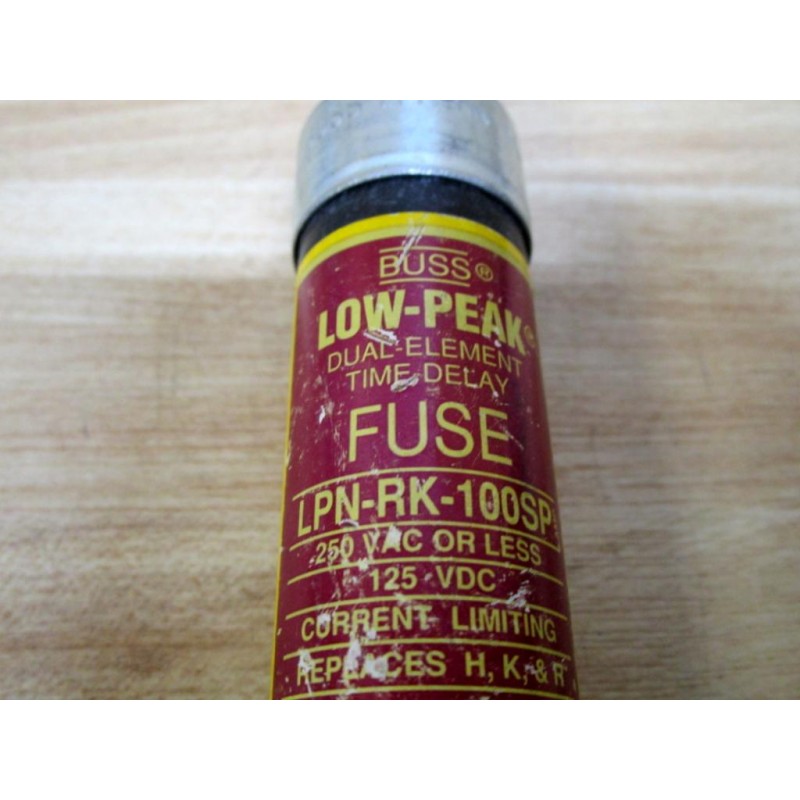 BUSS®
LOW-PEAK®
DUAL-ELEMENT
TIME DELAY
FUSE
LPN-RK-100SP
250 VAC OR LESS
125 VDC
CURRENT LIMITING
REPLACES H, K, & R